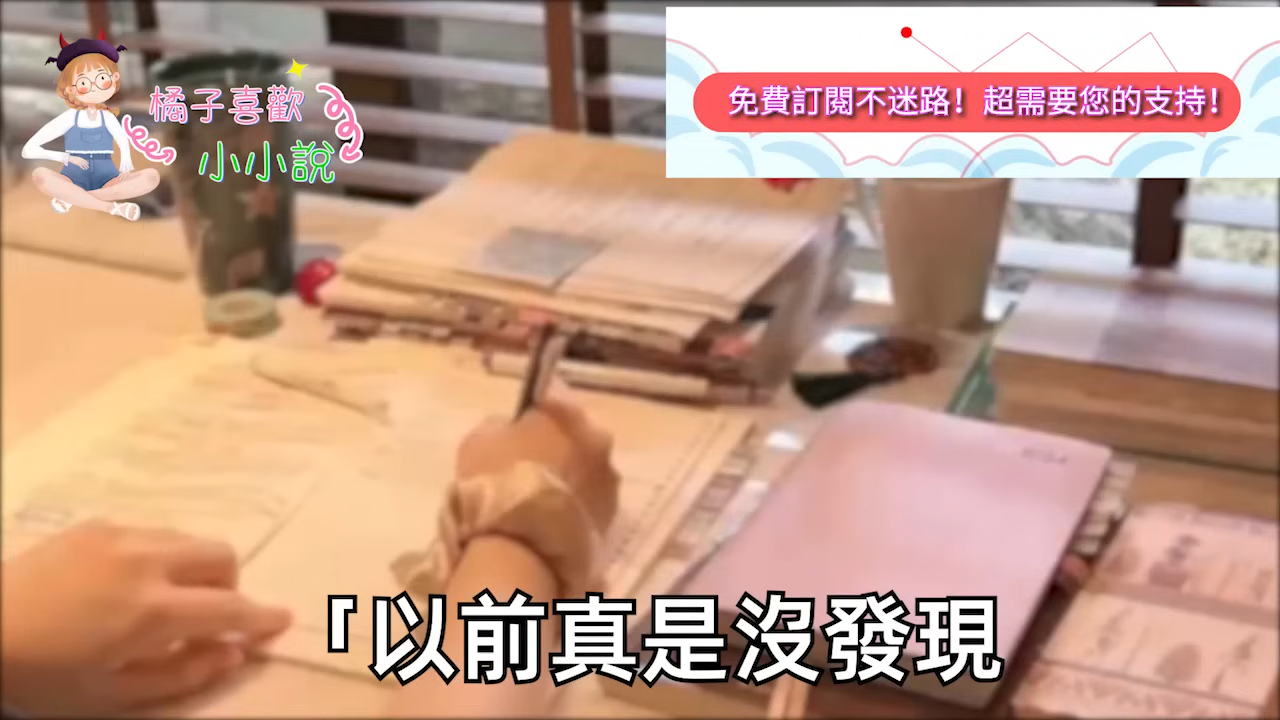 橘子喜歡
小小說
免費訂閱不迷路！超需要您的支持！
「以前真是沒發現